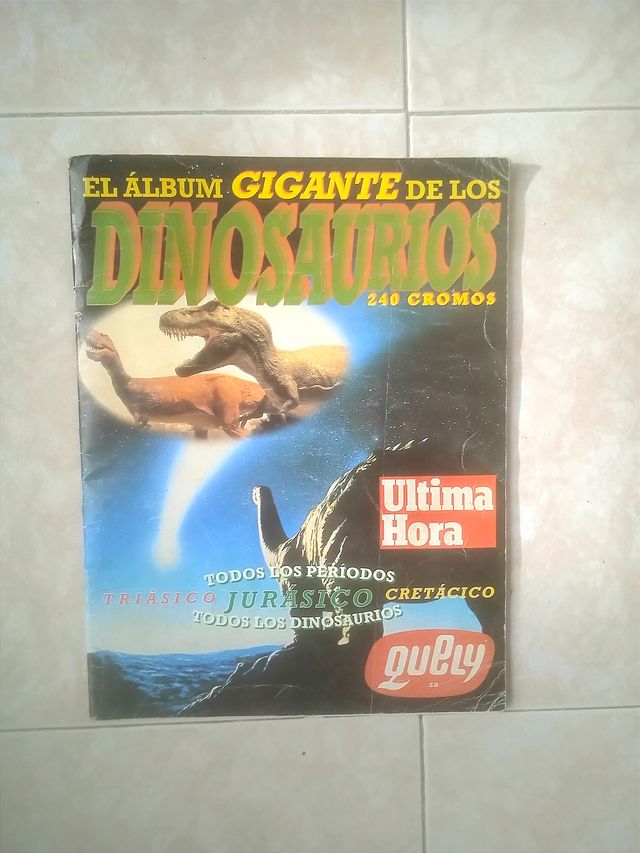 EL ÁLBUM GIGANTE DE LOS
DINOSAURIOS
240 CROMOS
Ultima
Hora
TODOS LOS PERÍODOS
TRIÁSICO JURÁSICO CRETÁCICO
TODOS LOS DINOSAURIOS
Quely
sa